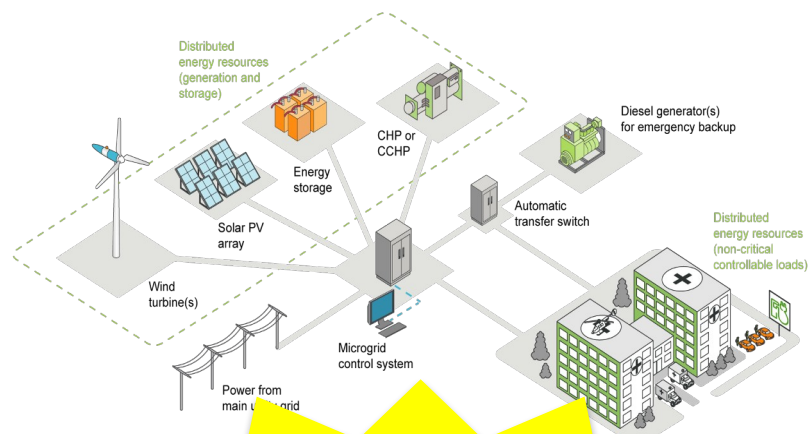 Distributed
energy resources
(generation and
storage)
CHP or
CCHP
Diesel generator(s)
for emergency backup
Energy
storage
Automatic
transfer switch
Solar PV
array
Distributed
energy resources
(non-critical
controllable loads)
Wind
turbine(s)
Microgrid
control system
Power from
main grid